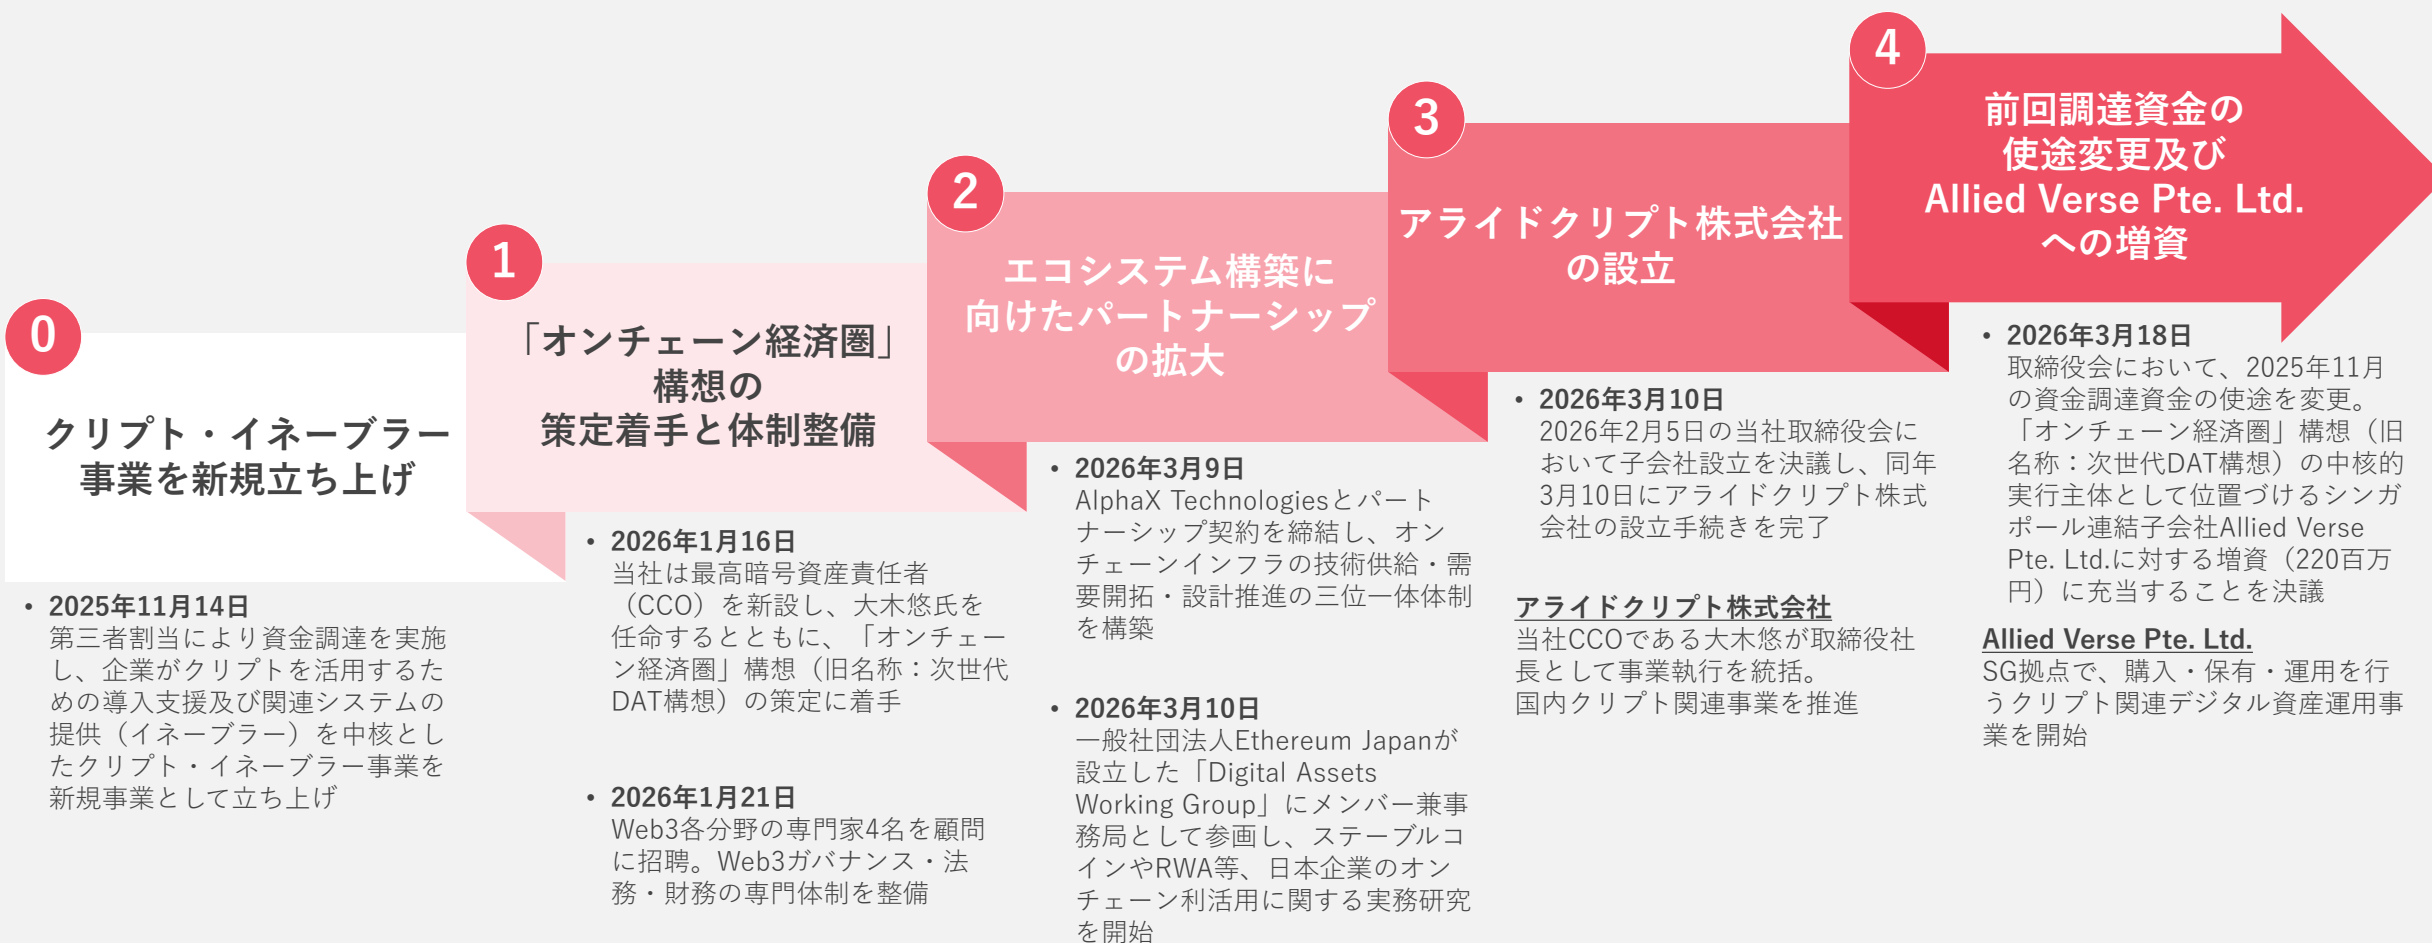 0
クリプト・イネーブラー
事業を新規立ち上げ
• 2025年11月14日
第三者割当により資金調達を実施
し、企業がクリプトを活用するた
めの導入支援及び関連システムの
提供（イネーブラー）を中核とし
たクリプト・イネーブラー事業を
新規事業として立ち上げ
1
「オンチェーン経済圏」
構想の
策定着手と体制整備
• 2026年1月16日
当社は最高暗号資産責任者
（CCO）を新設し、大木悠氏を
任命するとともに、「オンチェー
ン経済圏」構想（旧名称：次世代
DAT構想）の策定に着手
• 2026年1月21日
Web3各分野の専門家4名を顧問
に招聘。Web3ガバナンス・法
務・財務の専門体制を整備
2
エコシステム構築に
向けたパートナーシップ
の拡大
• 2026年3月9日
AlphaX Technologiesとパート
ナーシップ契約を締結し、オン
チェーンインフラの技術供給・需
要開拓・設計推進の三位一体体制
を構築
• 2026年3月10日
一般社団法人Ethereum Japanが
設立した「Digital Assets
Working Group」にメンバー兼事
務局として参画し、ステーブルコ
インやRWA等、日本企業のオン
チェーン利活用に関する実務研究
を開始
3
アライドクリプト株式会社
の設立
• 2026年3月10日
2026年2月5日の当社取締役会に
おいて子会社設立を決議し、同年
3月10日にアライドクリプト株式
会社の設立手続きを完了
アライドクリプト株式会社
当社CCOである大木悠が取締役社
長として事業執行を統括。
国内クリプト関連事業を推進
4
前回調達資金の
使途変更及び
Allied Verse Pte. Ltd.
への増資
• 2026年3月18日
取締役会において、2025年11月
の資金調達資金の使途を変更。
「オンチェーン経済圏」構想（旧
名称：次世代DAT構想）の中核的
実行主体として位置づけるシンガ
ポール連結子会社Allied Verse
Pte. Ltd.に対する増資（220百万
円）に充当することを決議
Allied Verse Pte. Ltd.
SG拠点で、購入・保有・運用を行
うクリプト関連デジタル資産運用事
業を開始